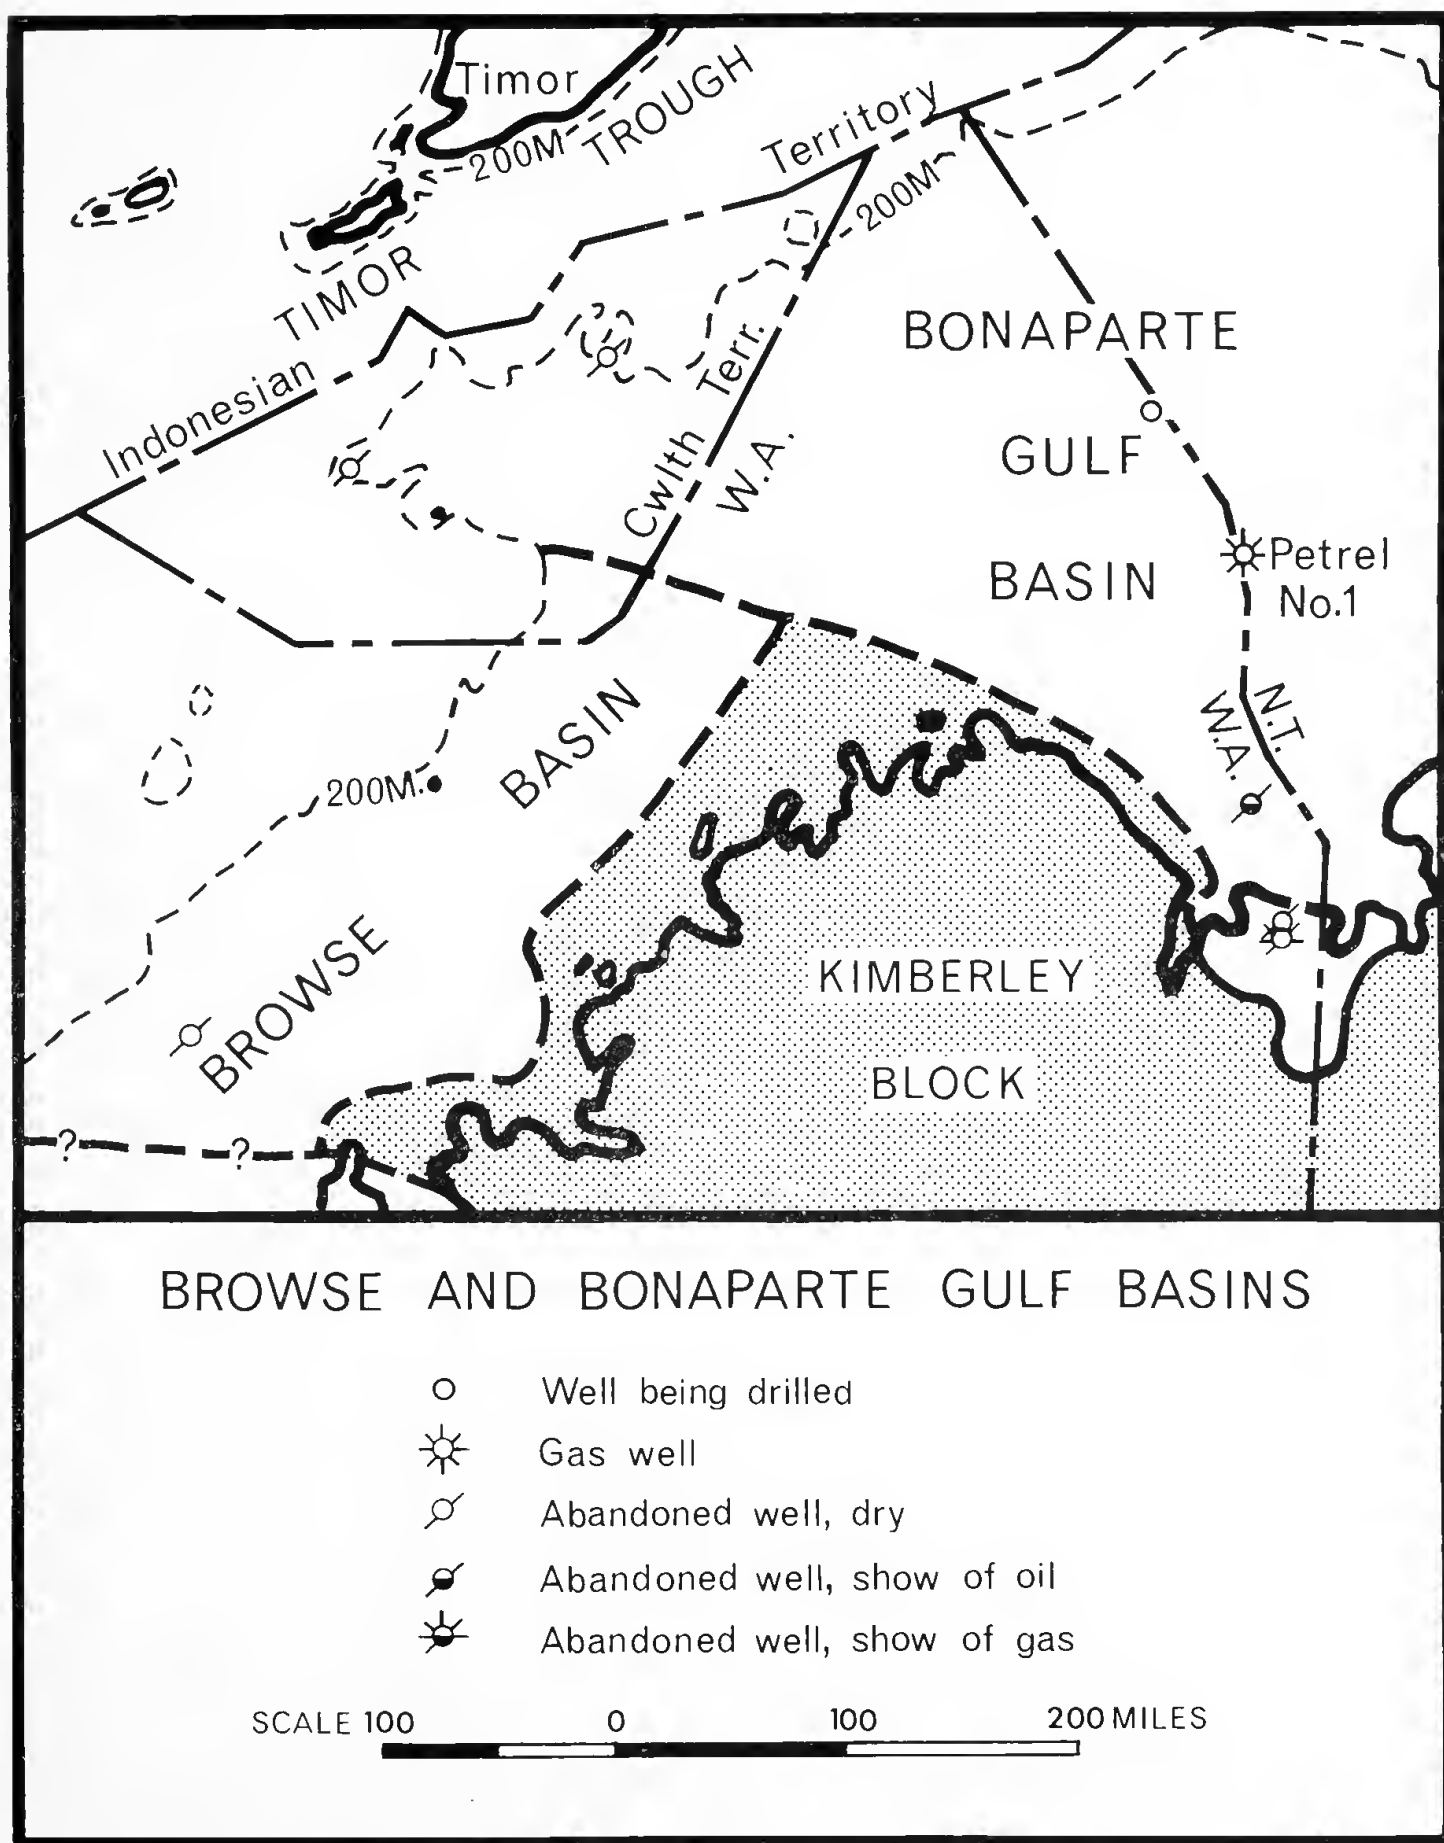 Timor
200M
TROUGH
TIMOR
Indonesian
Territory
200M
Cwlth Terr.
W.A.
BONAPARTE
GULF
BASIN
Petrel
No.1
N.T.
W.A.
200M.
BROWSE
BASIN
KIMBERLEY
BLOCK
?
?
BROWSE AND BONAPARTE GULF BASINS
Well being drilled
Gas well
Abandoned well, dry
Abandoned well, show of oil
Abandoned well, show of gas
SCALE 100 0 100 200 MILES